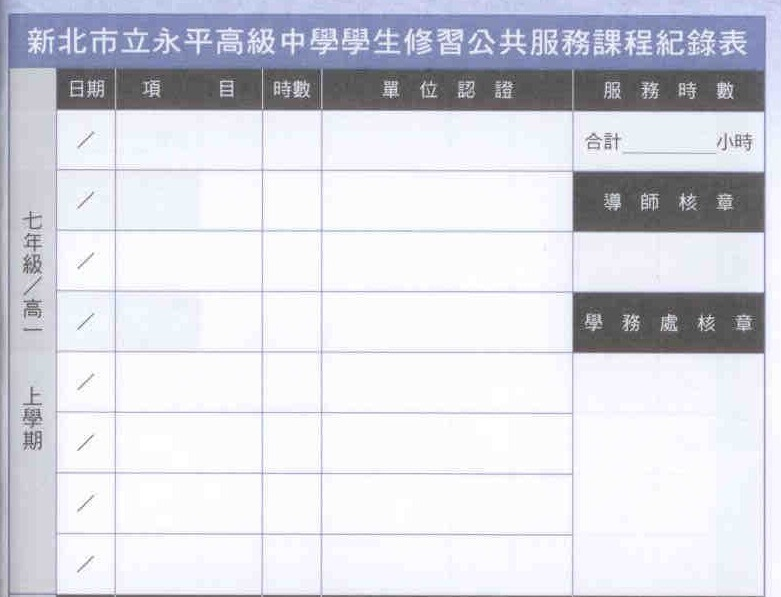 新北市立永平高級中學學生修習公共服務課程紀錄表
日期 項目 時數 單位認證 服務時數
七年級／高一 上學期
／
合計________小時
／
導師核章
／
／
學務處核章
／
／
／
／